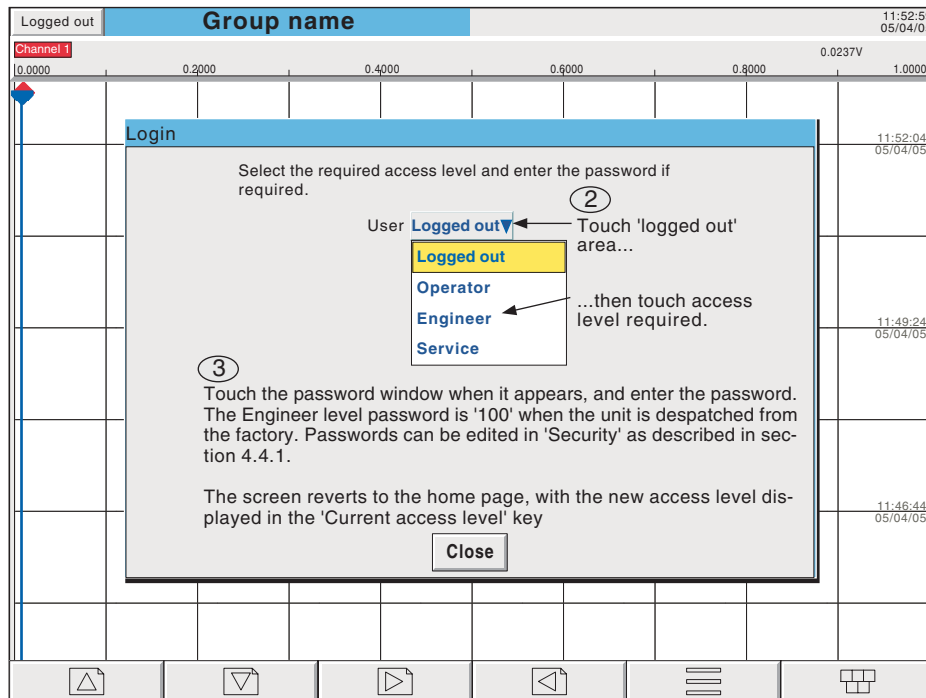 Logged out
Group name
11:52:5
05/04/0
Channel 1
0.0237V
0.0000 0.2000 0.4000 0.6000 0.8000 1.0000
Login
11:52:04
05/04/05
Select the required access level and enter the password if
required.
2
User Logged out
Touch 'logged out'
area...
Logged out
Operator
Engineer
Service
...then touch access
level required.
11:49:24
05/04/05
3
Touch the password window when it appears, and enter the password.
The Engineer level password is '100' when the unit is despatched from
the factory. Passwords can be edited in 'Security' as described in sec-
tion 4.4.1.
The screen reverts to the home page, with the new access level dis-
played in the 'Current access level' key
11:46:44
05/04/05
Close